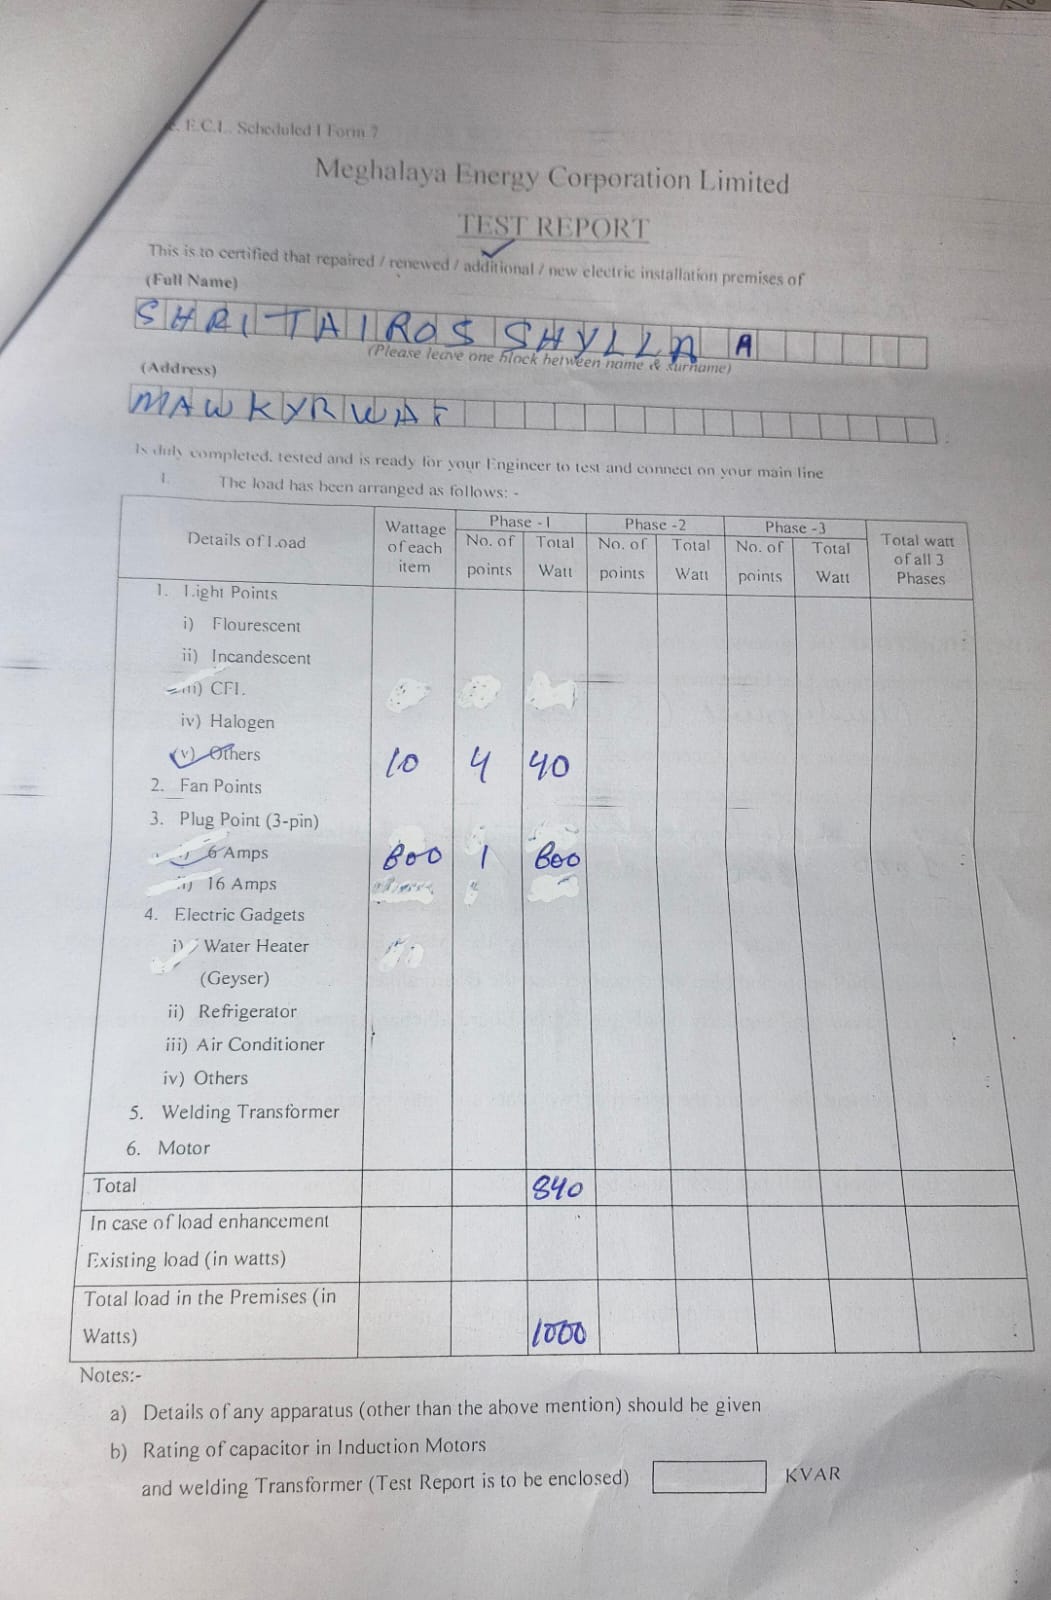 E.C.L. Scheduled I Form 7
Meghalaya Energy Corporation Limited
TEST REPORT
This is to certified that repaired / renewed / additional / new electric installation premises of
(Full Name)
SHRI TAIROS SHYLLA A
(Please leave one block between name & surname)
(Address)
MAWKYRWAT
Is duly completed, tested and is ready for your Engineer to test and connect on your main line
1. The load has been arranged as follows: -
Details of Load Wattage of each item Phase - 1 Phase -2 Phase -3 Total watt of all 3 Phases
No. of points Total Watt No. of points Total Watt No. of points Total Watt
1. Light Points
i) Flourescent
ii) Incandescent
iii) CFL
iv) Halogen
(v) Others 10 4 40
2. Fan Points
3. Plug Point (3-pin)
6 Amps 800 1 800
16 Amps
4. Electric Gadgets
i) Water Heater
(Geyser)
ii) Refrigerator
iii) Air Conditioner
iv) Others
5. Welding Transformer
6. Motor
Total 840
In case of load enhancement
Existing load (in watts)
Total load in the Premises (in
Watts) 1000
Notes:-
a) Details of any apparatus (other than the above mention) should be given
b) Rating of capacitor in Induction Motors
and welding Transformer (Test Report is to be enclosed) KVAR